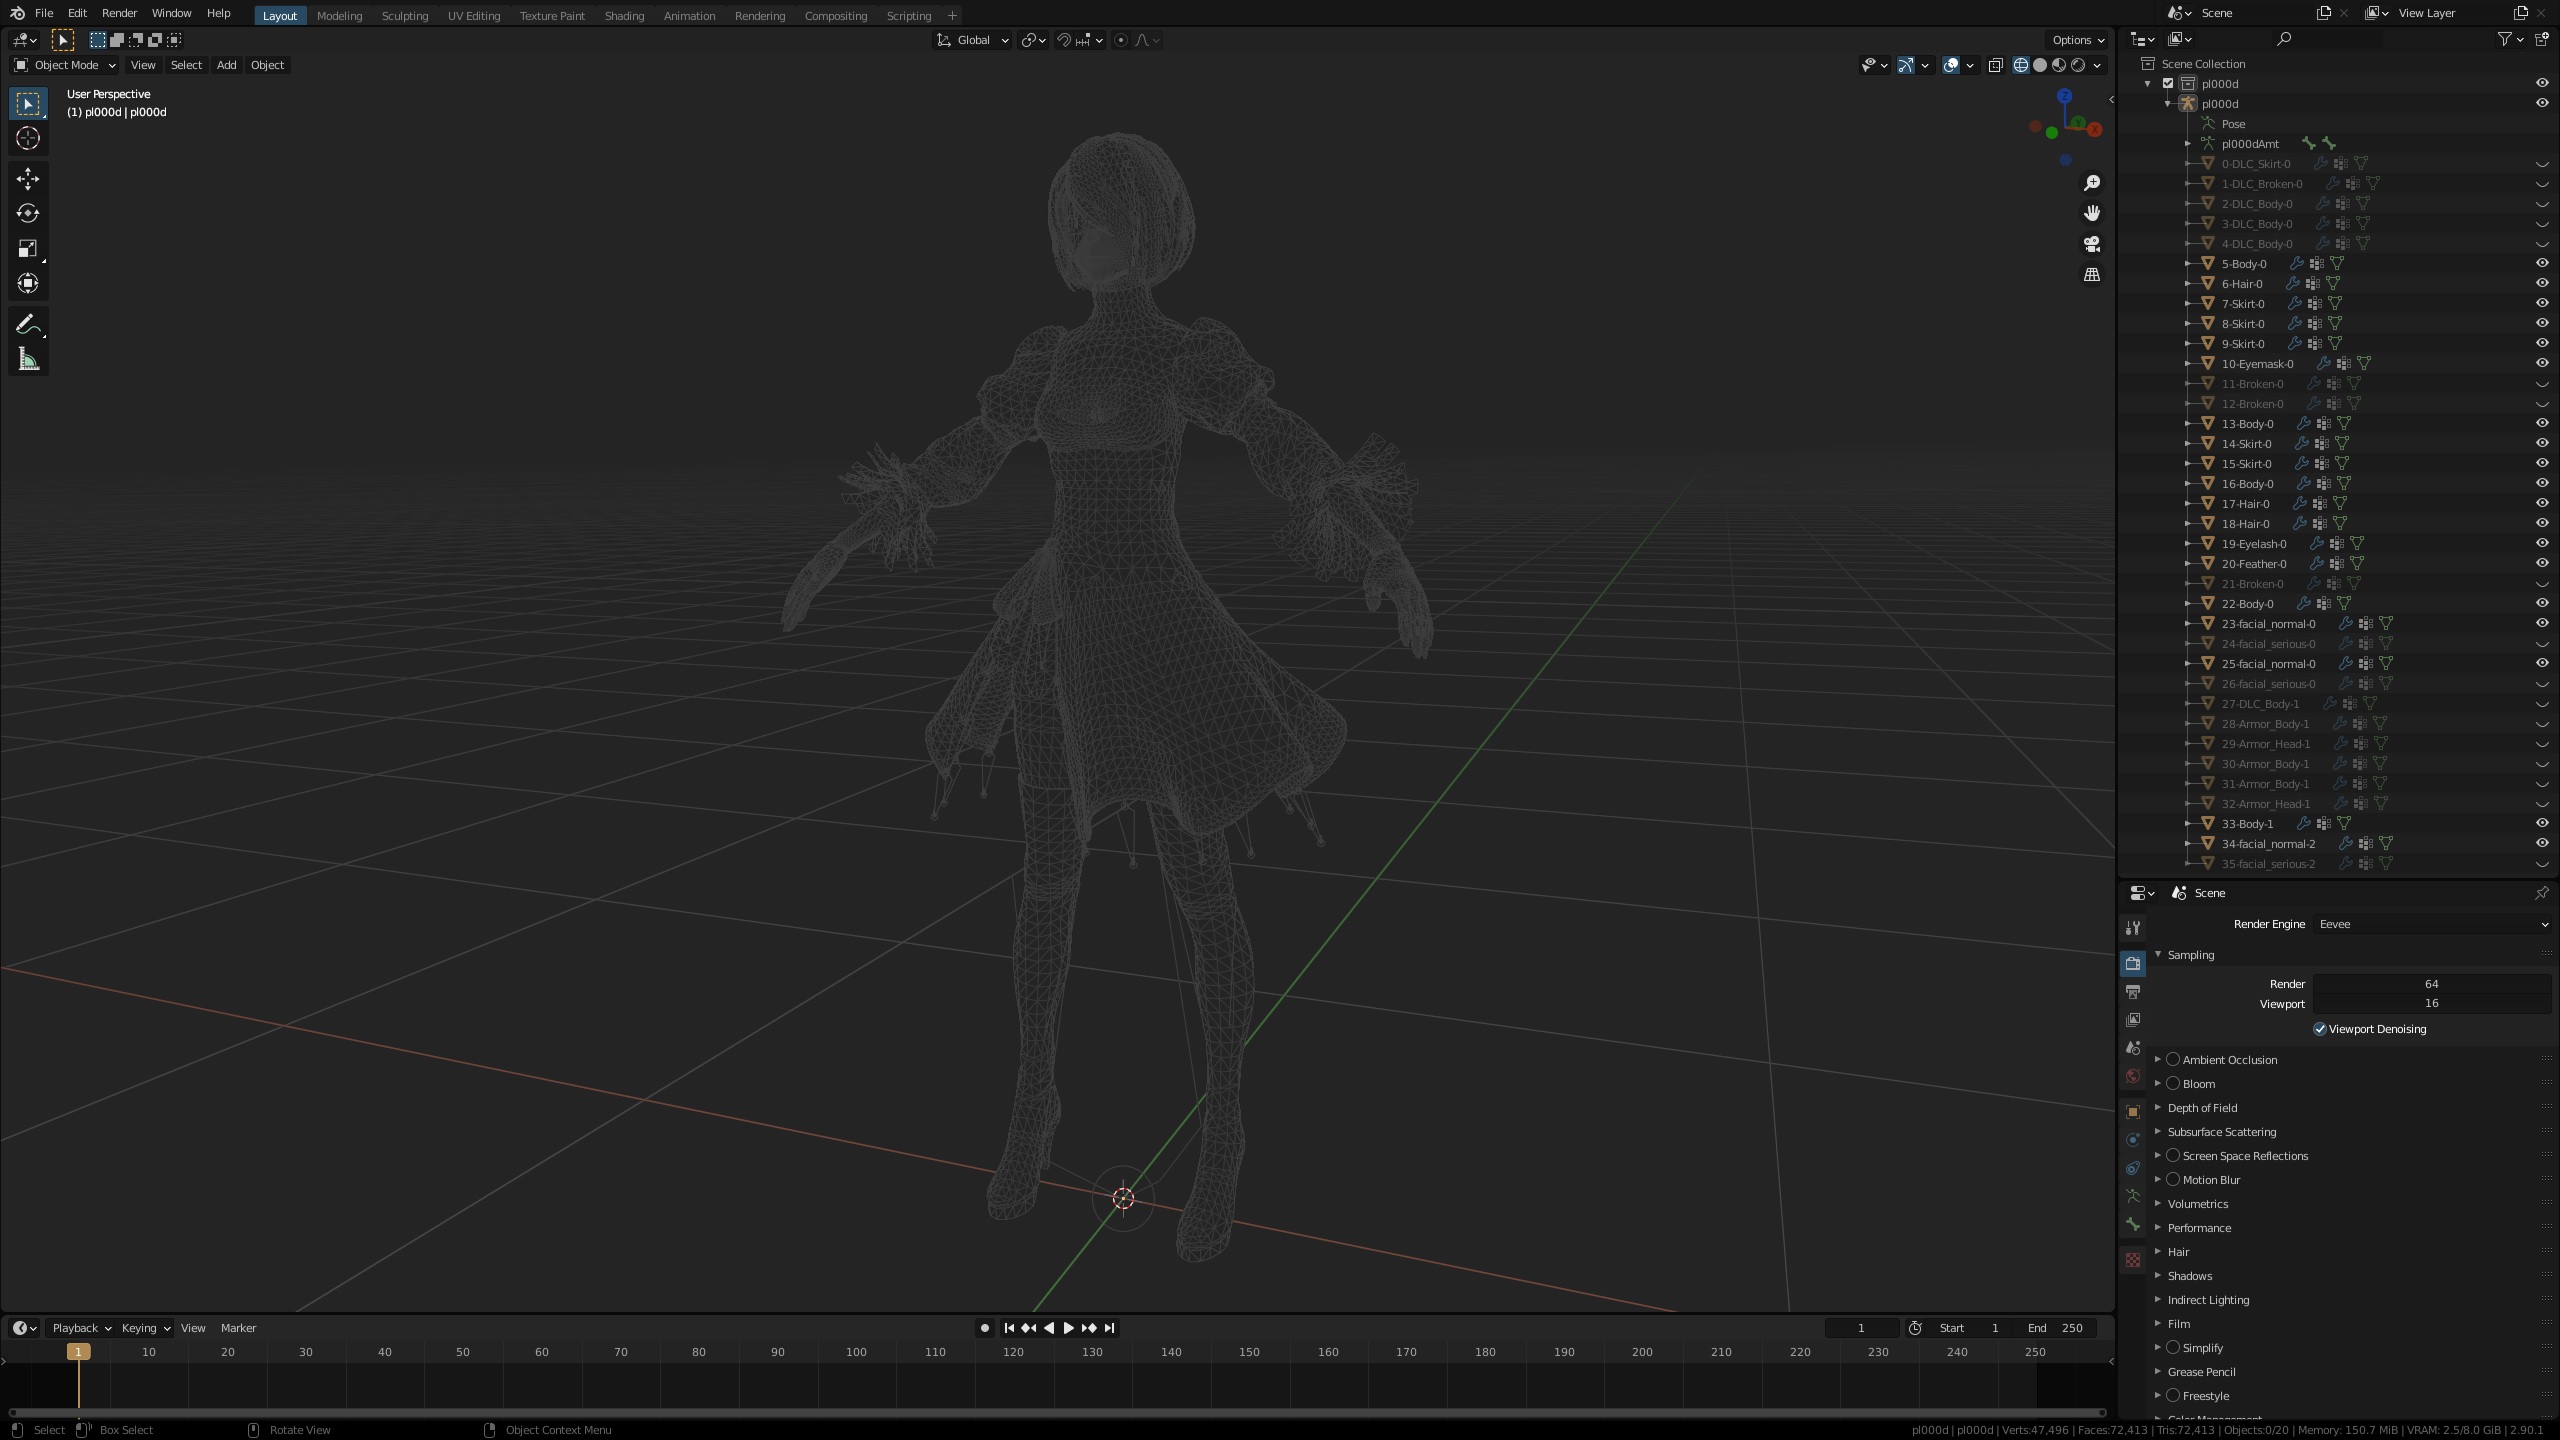 File Edit Render Window Help
Layout Modeling Sculpting UV Editing Texture Paint Shading Animation Rendering Compositing Scripting +
Scene
View Layer
Global
Options
Object Mode View Select Add Object
User Perspective
(1) pl000d | pl000d
Z
Y
X
Scene Collection
pl000d
pl000d
Pose
pl000dAmt
0-DLC_Skirt-0
1-DLC_Broken-0
2-DLC_Body-0
3-DLC_Body-0
4-DLC_Body-0
5-Body-0
6-Hair-0
7-Skirt-0
8-Skirt-0
9-Skirt-0
10-Eyemask-0
11-Broken-0
12-Broken-0
13-Body-0
14-Skirt-0
15-Skirt-0
16-Body-0
17-Hair-0
18-Hair-0
19-Eyelash-0
20-Feather-0
21-Broken-0
22-Body-0
23-facial_normal-0
24-facial_serious-0
25-facial_normal-0
26-facial_serious-0
27-DLC_Body-1
28-Armor_Body-1
29-Armor_Head-1
30-Armor_Body-1
31-Armor_Body-1
32-Armor_Head-1
33-Body-1
34-facial_normal-2
35-facial_serious-2
Scene
Render Engine Eevee
Sampling
Render 64
Viewport 16
Viewport Denoising
Ambient Occlusion
Bloom
Depth of Field
Subsurface Scattering
Screen Space Reflections
Motion Blur
Volumetrics
Performance
Hair
Shadows
Indirect Lighting
Film
Simplify
Grease Pencil
Freestyle
Playback Keying View Marker
1 Start 1 End 250
1 10 20 30 40 50 60 70 80 90 100 110 120 130 140 150 160 170 180 190 200 210 220 230 240 250
Select Box Select Rotate View Object Context Menu
pl000d | pl000d | Verts:47,496 | Faces:72,413 | Tris:72,413 | Objects:0/20 | Memory: 150.7 MiB | VRAM: 2.5/8.0 GiB | 2.90.1